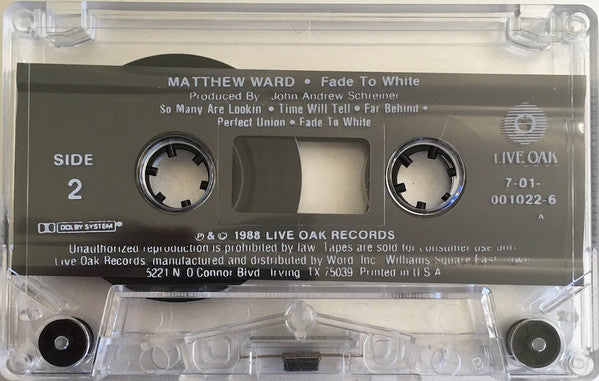 MATTHEW WARD • Fade To White
Produced By: John Andrew Schreiner
So Many Are Lookin' • Time Will Tell • Far Behind •
Perfect Union • Fade To White
SIDE
2
LIVE OAK
7-01-
001022-6
A
DOLBY SYSTEM®
℗ & © 1988 LIVE OAK RECORDS
Unauthorized reproduction is prohibited by law. Tapes are sold for consumer use only.
Live Oak Records, manufactured and distributed by Word, Inc. Williams Square East Tower
5221 N. O'Connor Blvd. Irving, TX 75039. Printed in U.S.A.